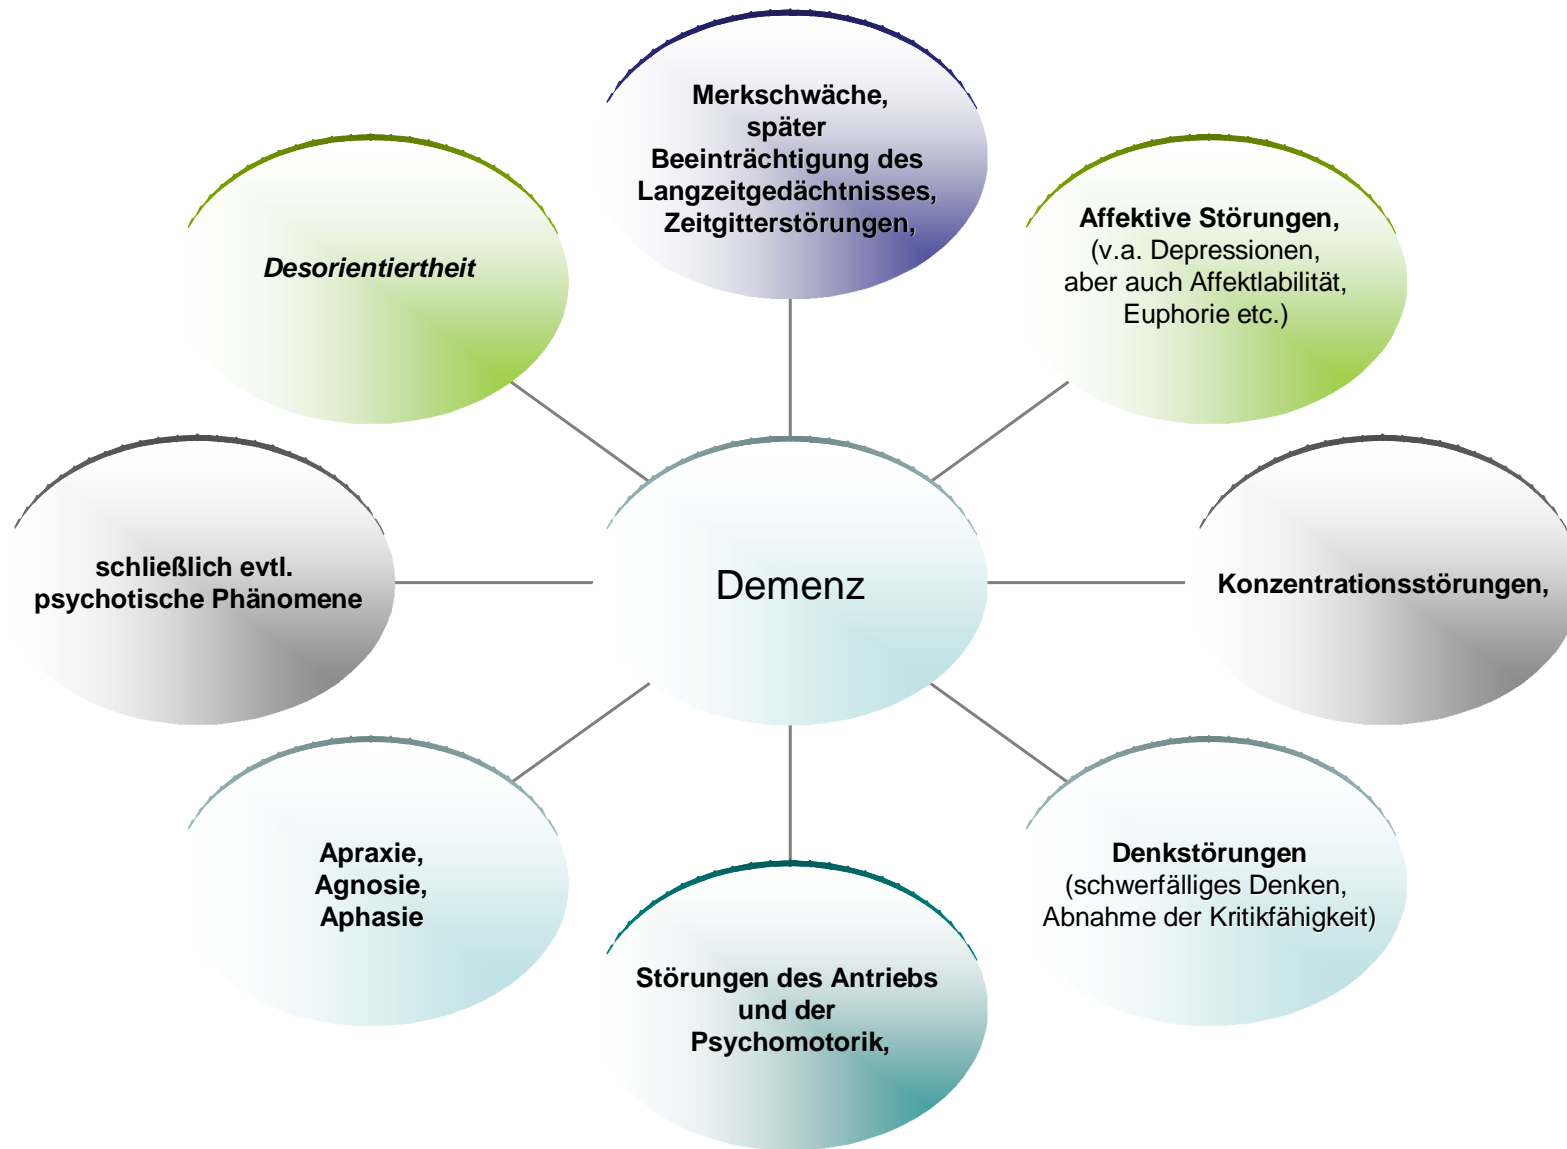 Merkschwäche,
später
Beeinträchtigung des
Langzeitgedächtnisses,
Zeitgitterstörungen,
Affektive Störungen,
(v.a. Depressionen,
aber auch Affektlabilität,
Euphorie etc.)
Konzentrationsstörungen,
Denkstörungen
(schwerfälliges Denken,
Abnahme der Kritikfähigkeit)
Störungen des Antriebs
und der
Psychomotorik,
Apraxie,
Agnosie,
Aphasie
schließlich evtl.
psychotische Phänomene
Desorientiertheit
Demenz